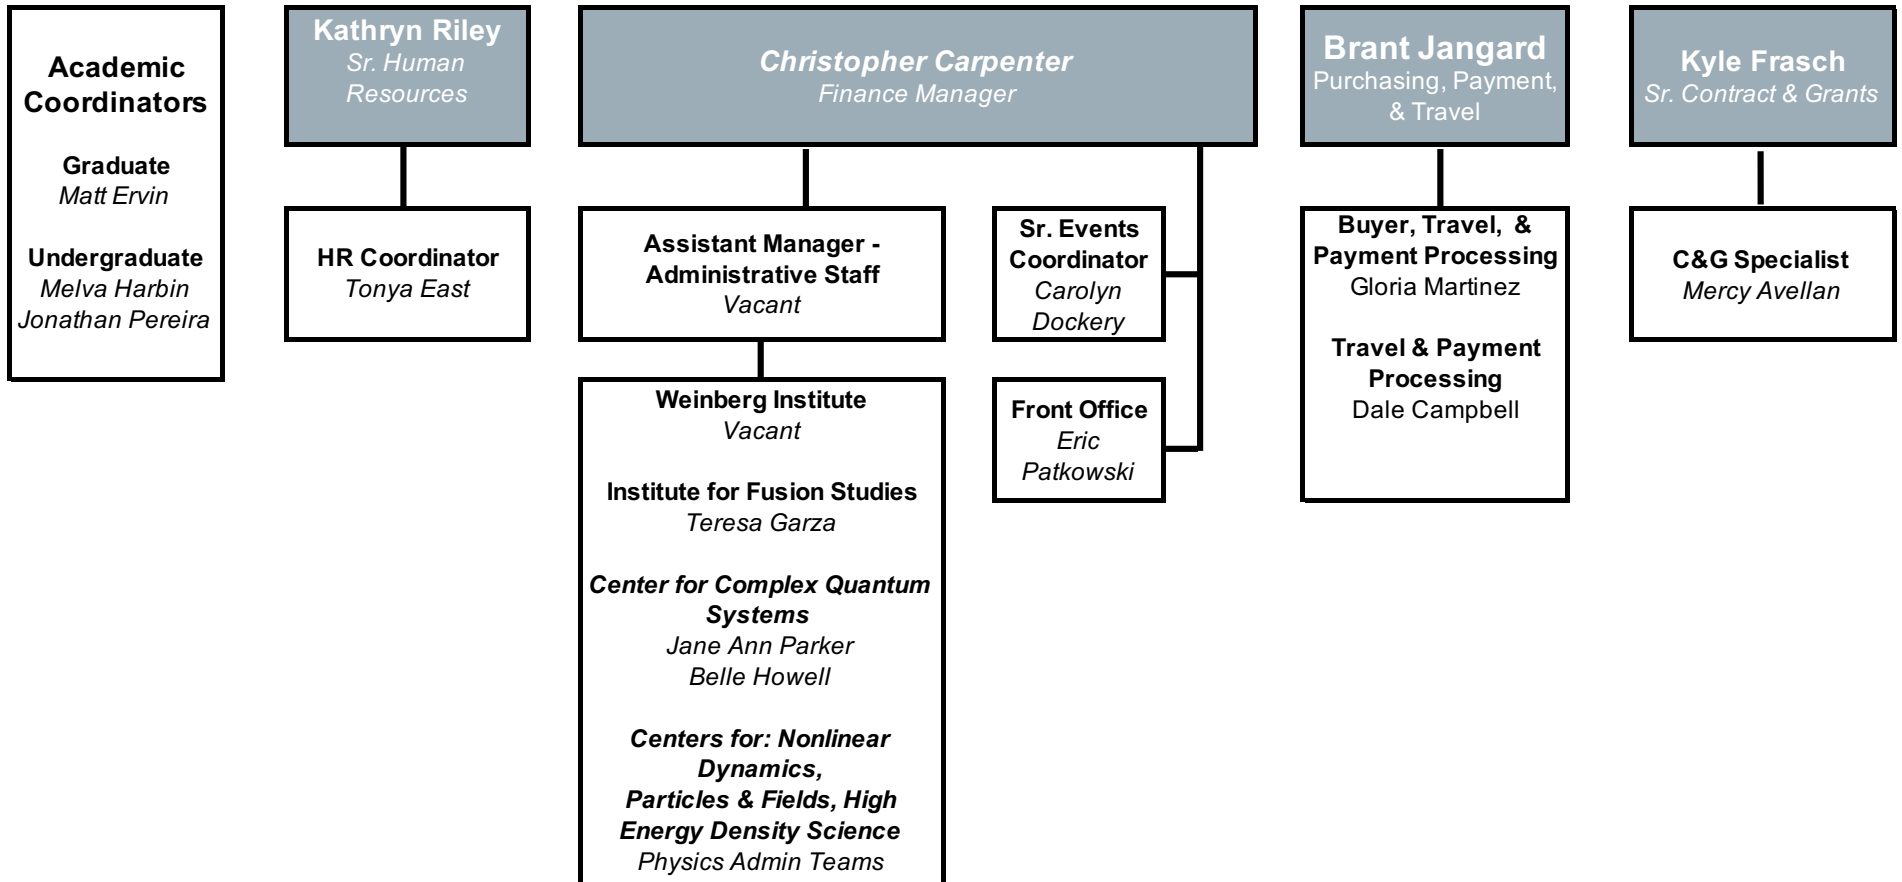 Academic
Coordinators
Graduate
Matt Ervin
Undergraduate
Melva Harbin
Jonathan Pereira
Kathryn Riley
Sr. Human
Resources
HR Coordinator
Tonya East
Christopher Carpenter
Finance Manager
Assistant Manager -
Administrative Staff
Vacant
Weinberg Institute
Vacant
Institute for Fusion Studies
Teresa Garza
Center for Complex Quantum
Systems
Jane Ann Parker
Belle Howell
Centers for: Nonlinear
Dynamics,
Particles & Fields, High
Energy Density Science
Physics Admin Teams
Sr. Events
Coordinator
Carolyn
Dockery
Front Office
Eric
Patkowski
Brant Jangard
Purchasing, Payment,
& Travel
Buyer, Travel, &
Payment Processing
Gloria Martinez
Travel & Payment
Processing
Dale Campbell
Kyle Frasch
Sr. Contract & Grants
C&G Specialist
Mercy Avellan